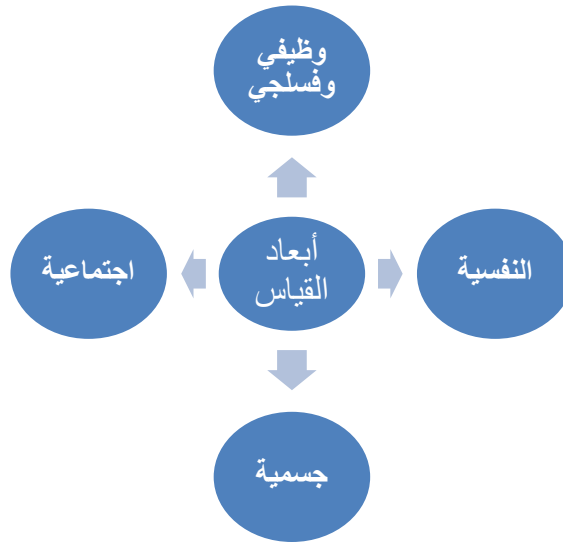 وظيفي
وفسلجي
النفسية
أبعاد
القياس
اجتماعية
جسمية